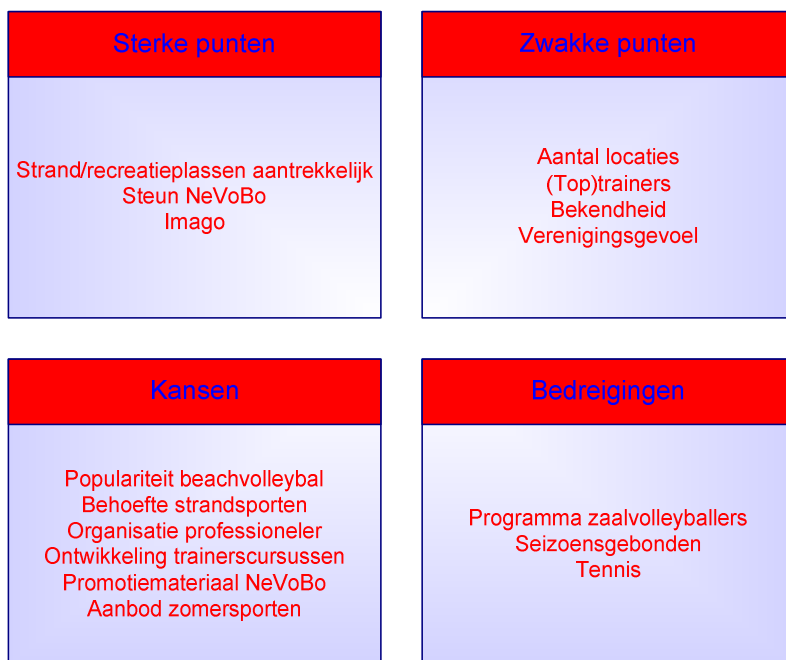 Sterke punten
Strand/recreatieplassen aantrekkelijk
Steun NeVoBo
Imago
Zwakke punten
Aantal locaties
(Top)trainers
Bekendheid
Verenigingsgevoel
Kansen
Populariteit beachvolleybal
Behoefte strandsporten
Organisatie professioneler
Ontwikkeling trainerscursussen
Promotiemateriaal NeVoBo
Aanbod zomersporten
Bedreigingen
Programma zaalvolleyballers
Seizoensgebonden
Tennis